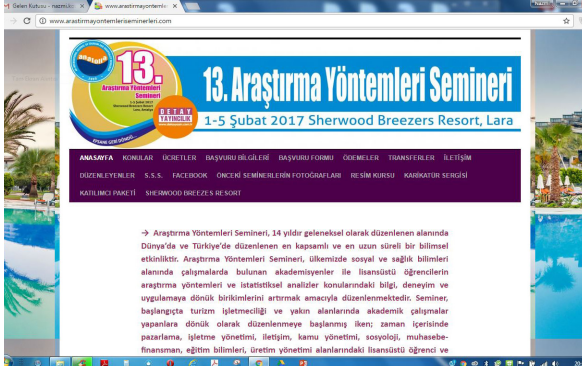 Gelen Kutusu - nazmiko
www.arastirmayontemle
www.arastirmayontemleriseminerleri.com
13.
Araştırma Yöntemleri
Semineri
1-5 Şubat 2017
DETAY
YAYINCILIK
13. Araştırma Yöntemleri Semineri
1-5 Şubat 2017 Sherwood Breezers Resort, Lara
ANASAYFA KONULAR ÜCRETLER BAŞVURU BİLGİLERİ BAŞVURU FORMU ÖDEMELER TRANSFERLER İLETİŞİM
DÜZENLEYENLER S.S.S. FACEBOOK ÖNCEKİ SEMİNERLERİN FOTOĞRAFLARI RESİM KURSU KARİKATÜR SERGİSİ
KATILIMCI PAKETİ SHERWOOD BREEZES RESORT
→ Araştırma Yöntemleri Semineri, 14 yıldır geleneksel olarak düzenlenen alanında
Dünya'da ve Türkiye'de düzenlenen en kapsamlı ve en uzun süreli bir bilimsel
etkinliktir. Araştırma Yöntemleri Semineri, ülkemizde sosyal ve sağlık bilimleri
alanında çalışmalarda bulunan akademisyenler ile lisansüstü öğrencilerin
araştırma yöntemleri ve istatistiksel analizler konularındaki bilgi, deneyim ve
uygulamaya dönük birikimlerini artırmak amacıyla düzenlenmektedir. Seminer,
başlangıçta turizm işletmeciliği ve yakın alanlarında akademik çalışmalar
yapanlara dönük olarak düzenlenmeye başlanmış iken; zaman içerisinde
pazarlama, işletme yönetimi, iletişim, kamu yönetimi, sosyoloji, muhasebe-
finansman, eğitim bilimleri, üretim yönetimi alanlarındaki lisansüstü öğrenci ve